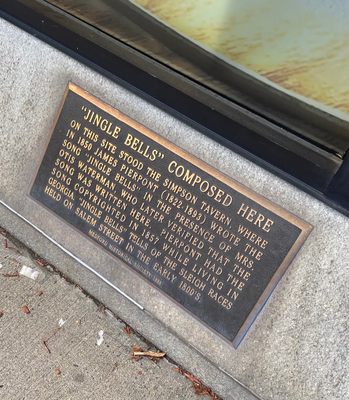 "JINGLE BELLS" COMPOSED HERE
ON THIS SITE STOOD THE SIMPSON TAVERN, WHERE
IN 1850 JAMES PIERPONT (1822-1893) WROTE THE
SONG "JINGLE BELLS" IN THE PRESENCE OF MRS.
OTIS WATERMAN, WHO LATER VERIFIED THAT THE
SONG WAS WRITTEN HERE. PIERPONT HAD THE
SONG COPYRIGHTED IN 1857 WHILE LIVING IN
GEORGIA. "JINGLE BELLS" TELLS OF THE SLEIGH RACES
HELD ON SALEM STREET IN THE EARLY 1800'S.
MEDFORD HISTORICAL SOCIETY